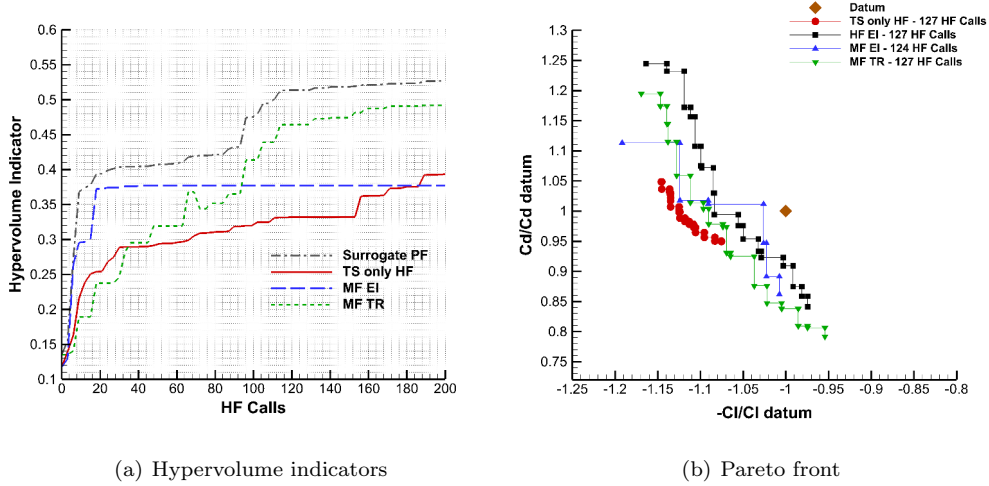 Hypervolume Indicator
0.6
0.55
0.5
0.45
0.4
0.35
0.3
0.25
0.2
0.15
0.1
0 20 40 60 80 100 120 140 160 180 200
HF Calls
Surrogate PF
TS only HF
MF EI
MF TR
(a) Hypervolume indicators
Datum
TS only HF - 127 HF Calls
HF EI - 127 HF Calls
MF EI - 124 HF Calls
MF TR - 127 HF Calls
Cd/Cd datum
1.3
1.25
1.2
1.15
1.1
1.05
1
0.95
0.9
0.85
0.8
0.75
-1.25 -1.2 -1.15 -1.1 -1.05 -1 -0.95 -0.9 -0.85 -0.8
-Cl/Cl datum
(b) Pareto front